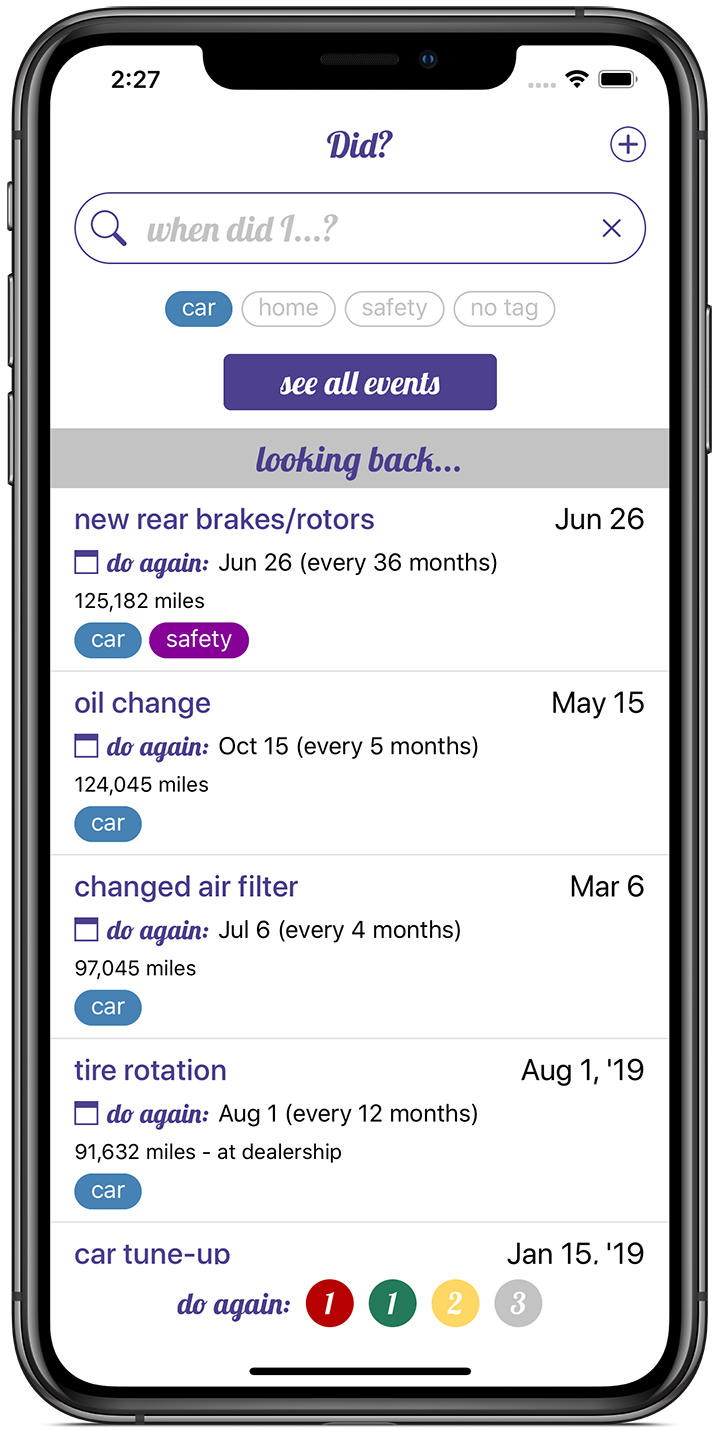 2:27
Did?
when did I...?
car home safety no tag
see all events
looking back...
new rear brakes/rotors Jun 26
do again: Jun 26 (every 36 months)
125,182 miles
car safety
oil change May 15
do again: Oct 15 (every 5 months)
124,045 miles
car
changed air filter Mar 6
do again: Jul 6 (every 4 months)
97,045 miles
car
tire rotation Aug 1, '19
do again: Aug 1 (every 12 months)
91,632 miles - at dealership
car
car tune-up Jan 15, '19
do again: 1 1 2 3